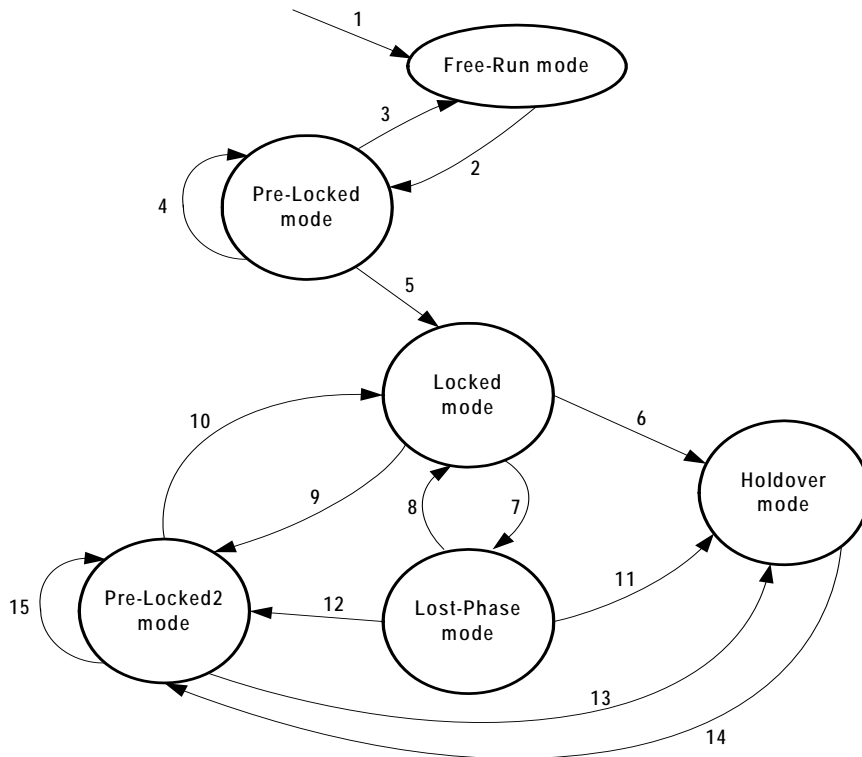 1
Free-Run mode
3
2
Pre-Locked
mode
4
5
Locked
mode
10
6
Holdover
mode
9
8
7
11
Pre-Locked2
mode
15
12
Lost-Phase
mode
13
14